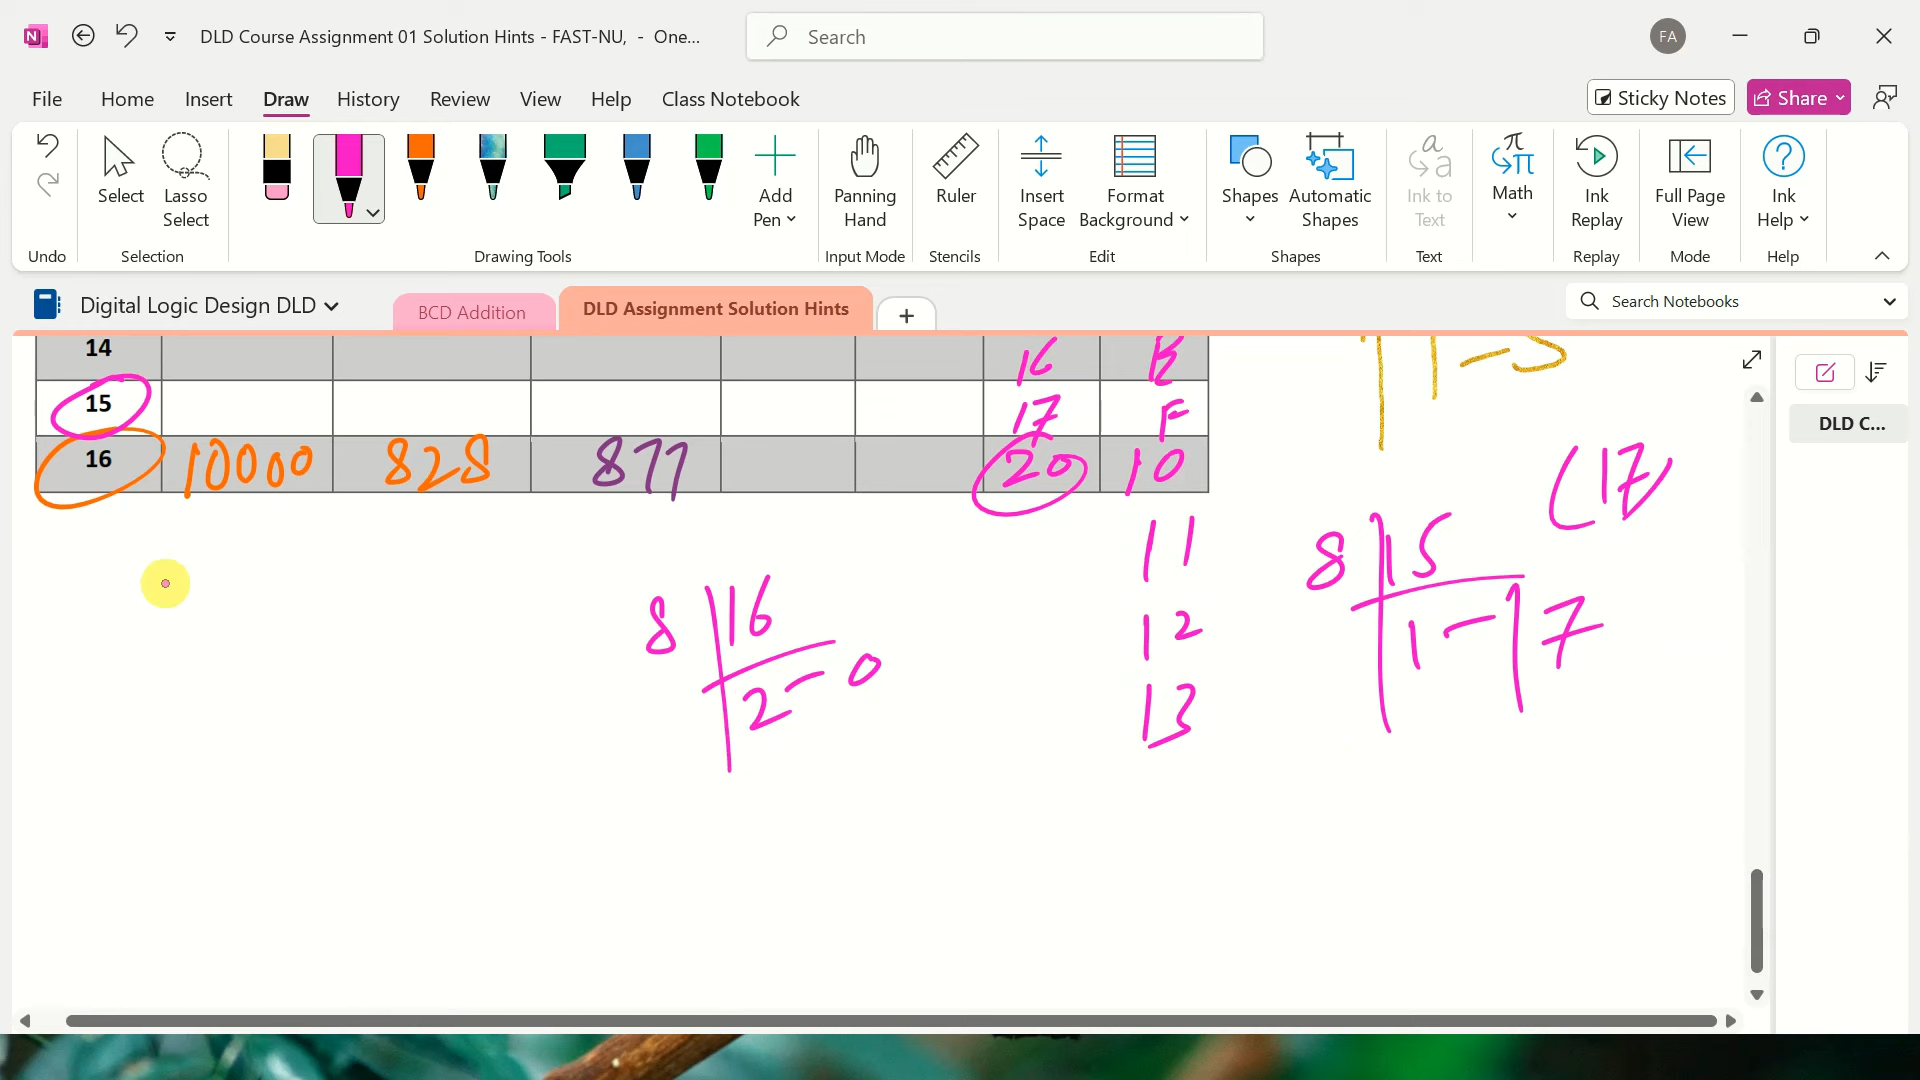 DLD Course Assignment 01 Solution Hints - FAST-NU, - One...
Search
FA
File Home Insert Draw History Review View Help Class Notebook
Sticky Notes
Share
Select
Lasso Select
Add Pen
Panning Hand
Ruler
Insert Space
Format Background
Shapes
Automatic Shapes
Ink to Text
Math
Ink Replay
Full Page View
Ink Help
Undo
Selection
Drawing Tools
Input Mode
Stencils
Edit
Shapes
Text
Replay
Mode
Help
Digital Logic Design DLD
BCD Addition
DLD Assignment Solution Hints
+
Search Notebooks
DLD C...
14 16 E
15 17 F
16 10000 828 877 20 10
11
12
13
8 16
2 - 0
8 15
1 - 7
(17)
1 - 5